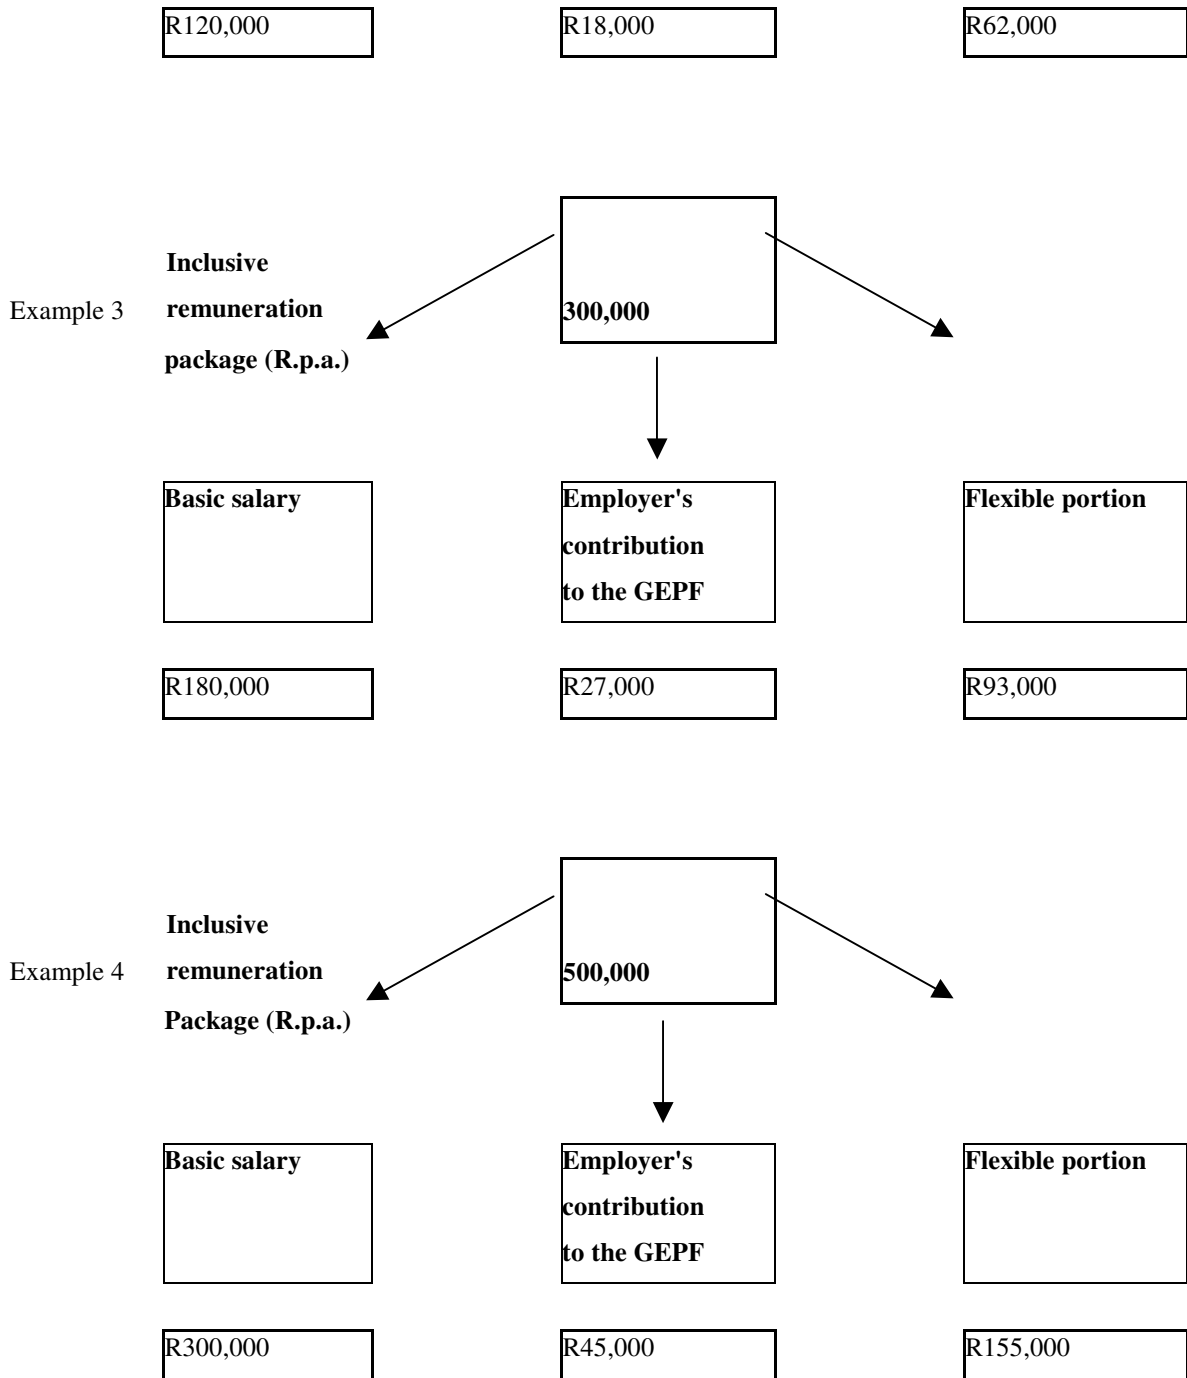 R120,000 R18,000 R62,000
Inclusive
Example 3 remuneration 300,000
package (R.p.a.)
Basic salary Employer's Flexible portion
contribution
to the GEPF
R180,000 R27,000 R93,000
Inclusive
Example 4 remuneration 500,000
Package (R.p.a.)
Basic salary Employer's Flexible portion
contribution
to the GEPF
R300,000 R45,000 R155,000